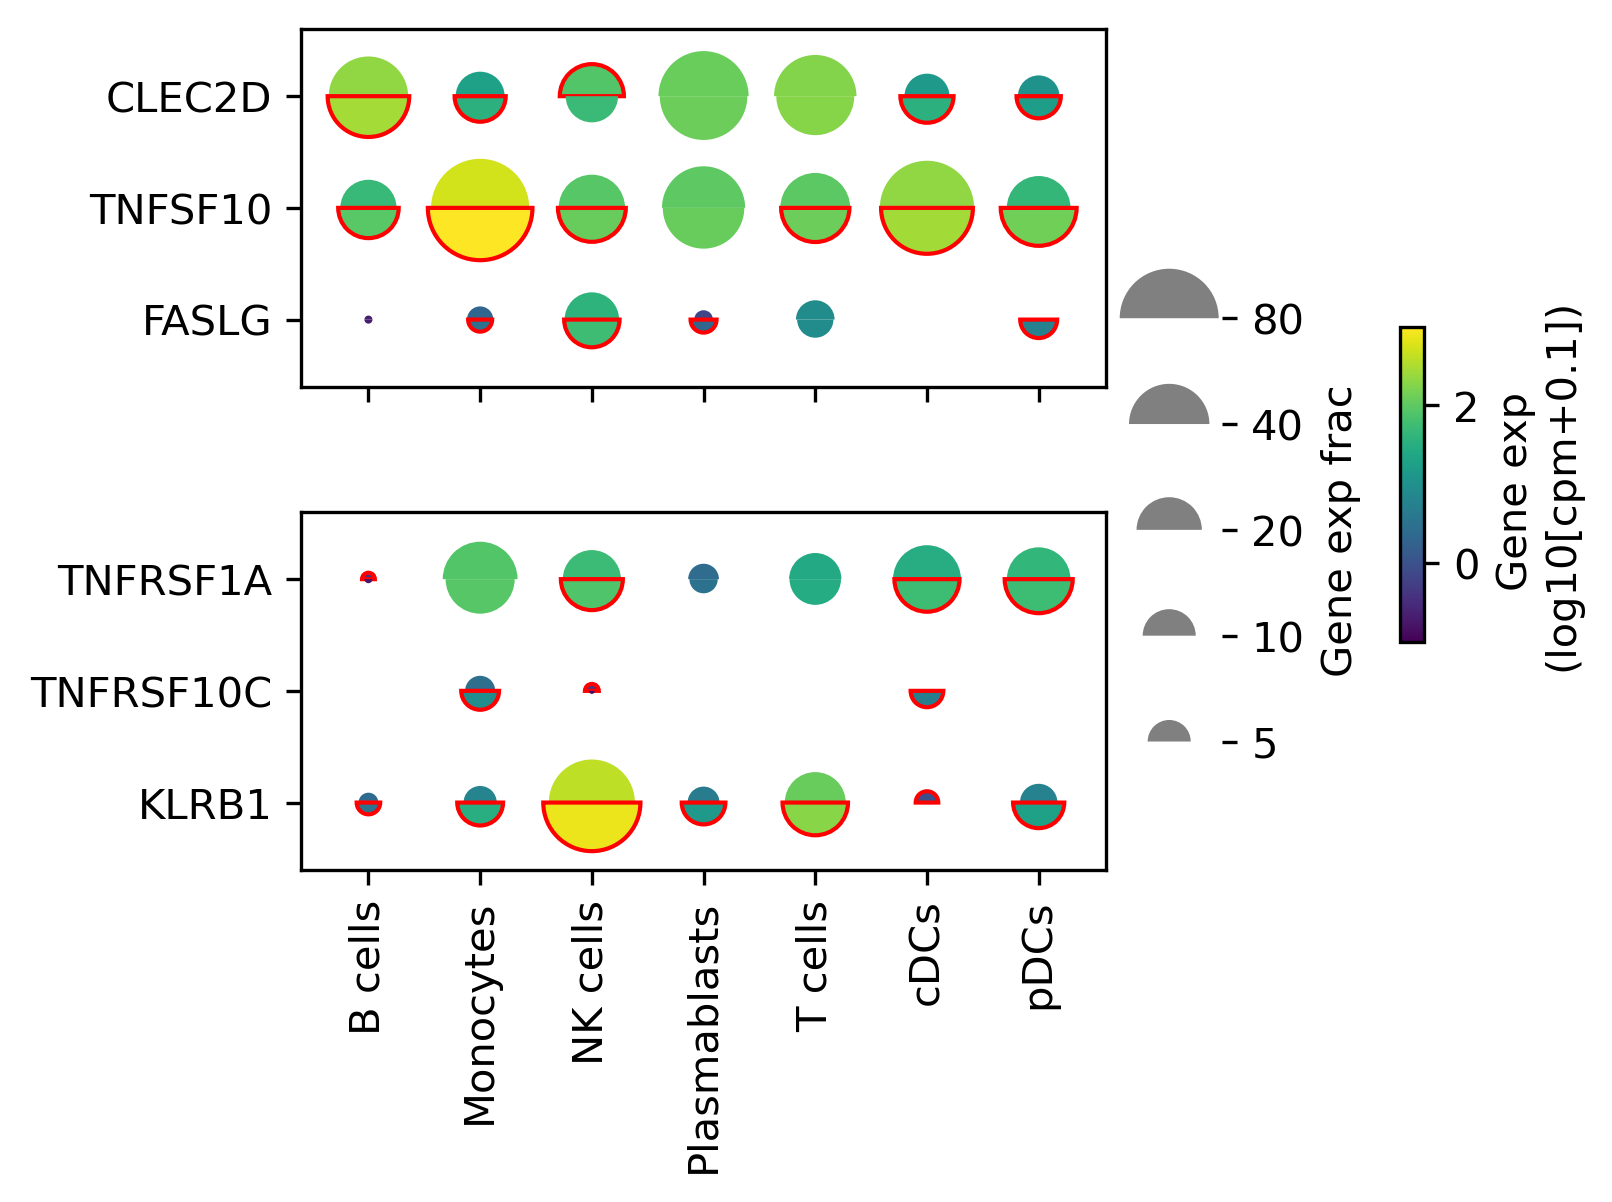 CLEC2D
TNFSF10
FASLG
TNFRSF1A
TNFRSF10C
KLRB1
B cells
Monocytes
NK cells
Plasmablasts
T cells
cDCs
pDCs
80
40
20
10
5
Gene exp frac
2
0
Gene exp
(log10[cpm+0.1])